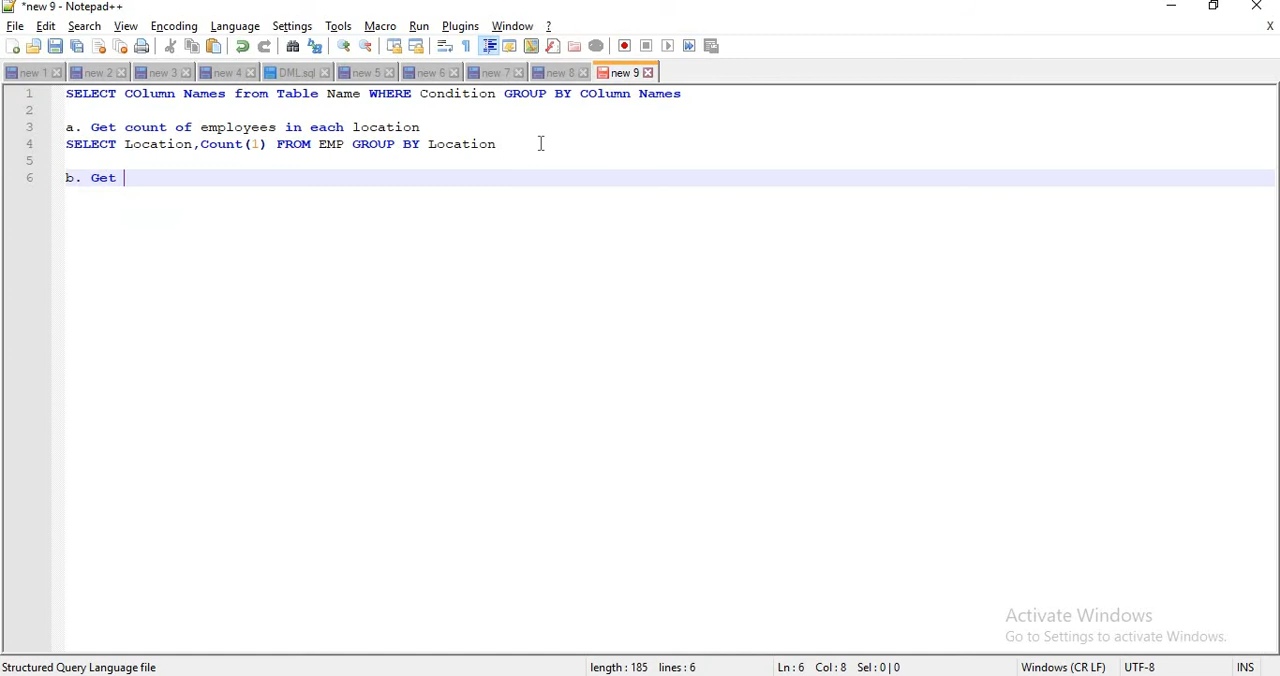 *new 9 - Notepad++
File Edit Search View Encoding Language Settings Tools Macro Run Plugins Window ? X
new 1 new 2 new 3 new 4 DML.sql new 5 new 6 new 7 new 8 new 9
1 SELECT COlumn Names from Table Name WHERE Condition GROUP BY COlumn Names
2
3 a. Get count of employees in each location
4 SELECT Location,Count(1) FROM EMP GROUP BY Location
5
6 b. Get
Activate Windows
Go to Settings to activate Windows.
Structured Query Language file length : 185 lines : 6 Ln : 6 Col : 8 Sel : 0 | 0 Windows (CR LF) UTF-8 INS